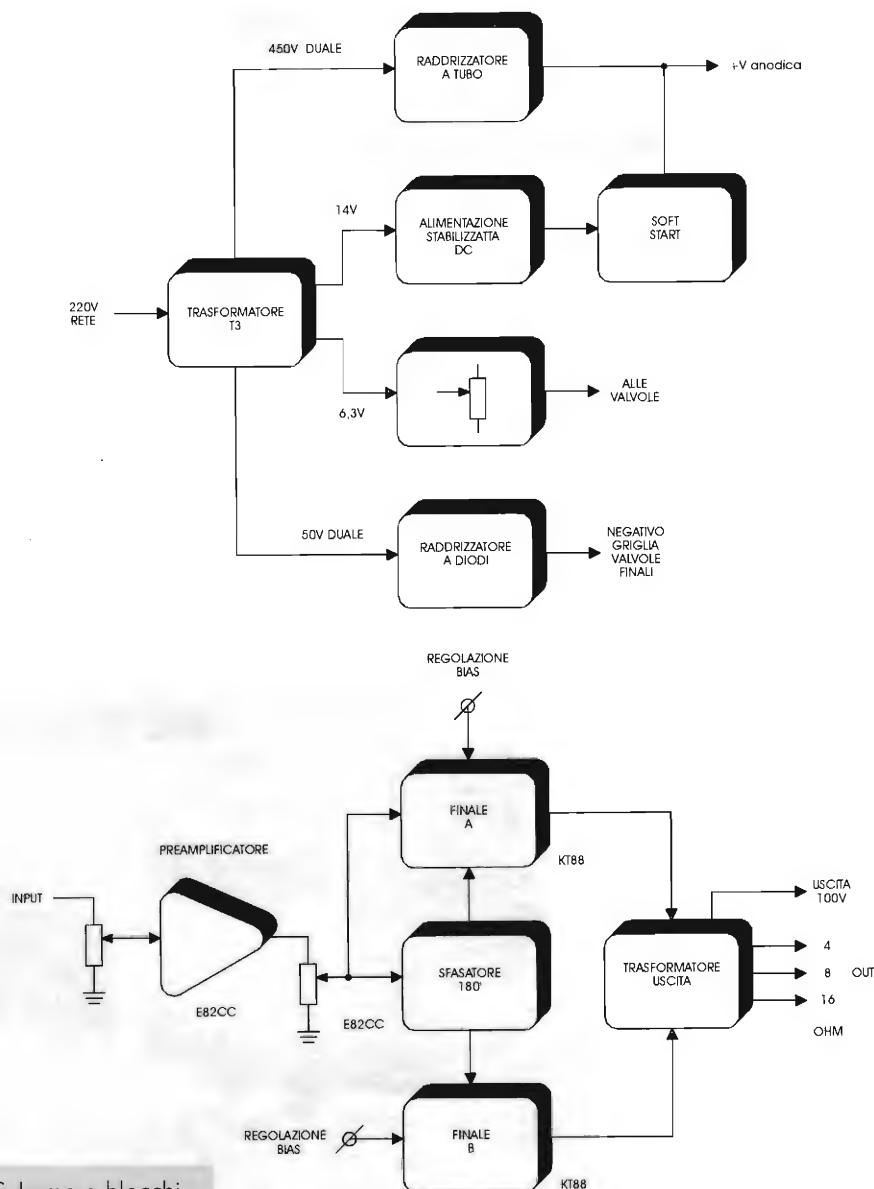 450V DUALE
RADDRIZZATORE
A TUBO
+V anodica
14V
ALIMENTAZIONE
STABILIZZATTA
DC
SOFT
START
220V
RETE
TRASFORMATORE
T3
6,3V
ALLE
VALVOLE
50V DUALE
RADDRIZZATORE
A DIODI
NEGATIVO
GRIGLIA
VALVOLE
FINALI
REGOLAZIONE
BIAS
FINALE
A
KT88
PREAMPLIFICATORE
INPUT
E82CC
E82CC
SFASATORE
180°
USCITA
100V
TRASFORMATORE
USCITA
4
8 OUT
16
OHM
REGOLAZIONE
BIAS
FINALE
B
KT88
a blocchi